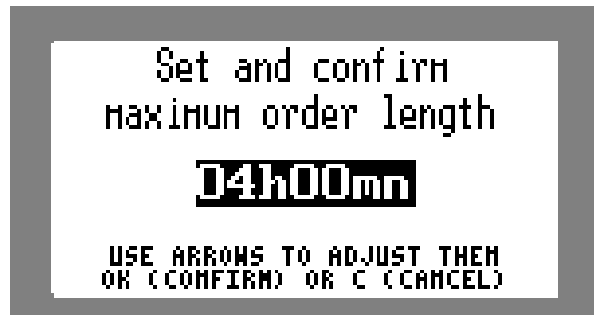 Set and confirm
maximum order length
04h00mn
USE ARROWS TO ADJUST THEN
OK (CONFIRM) OR C (CANCEL)